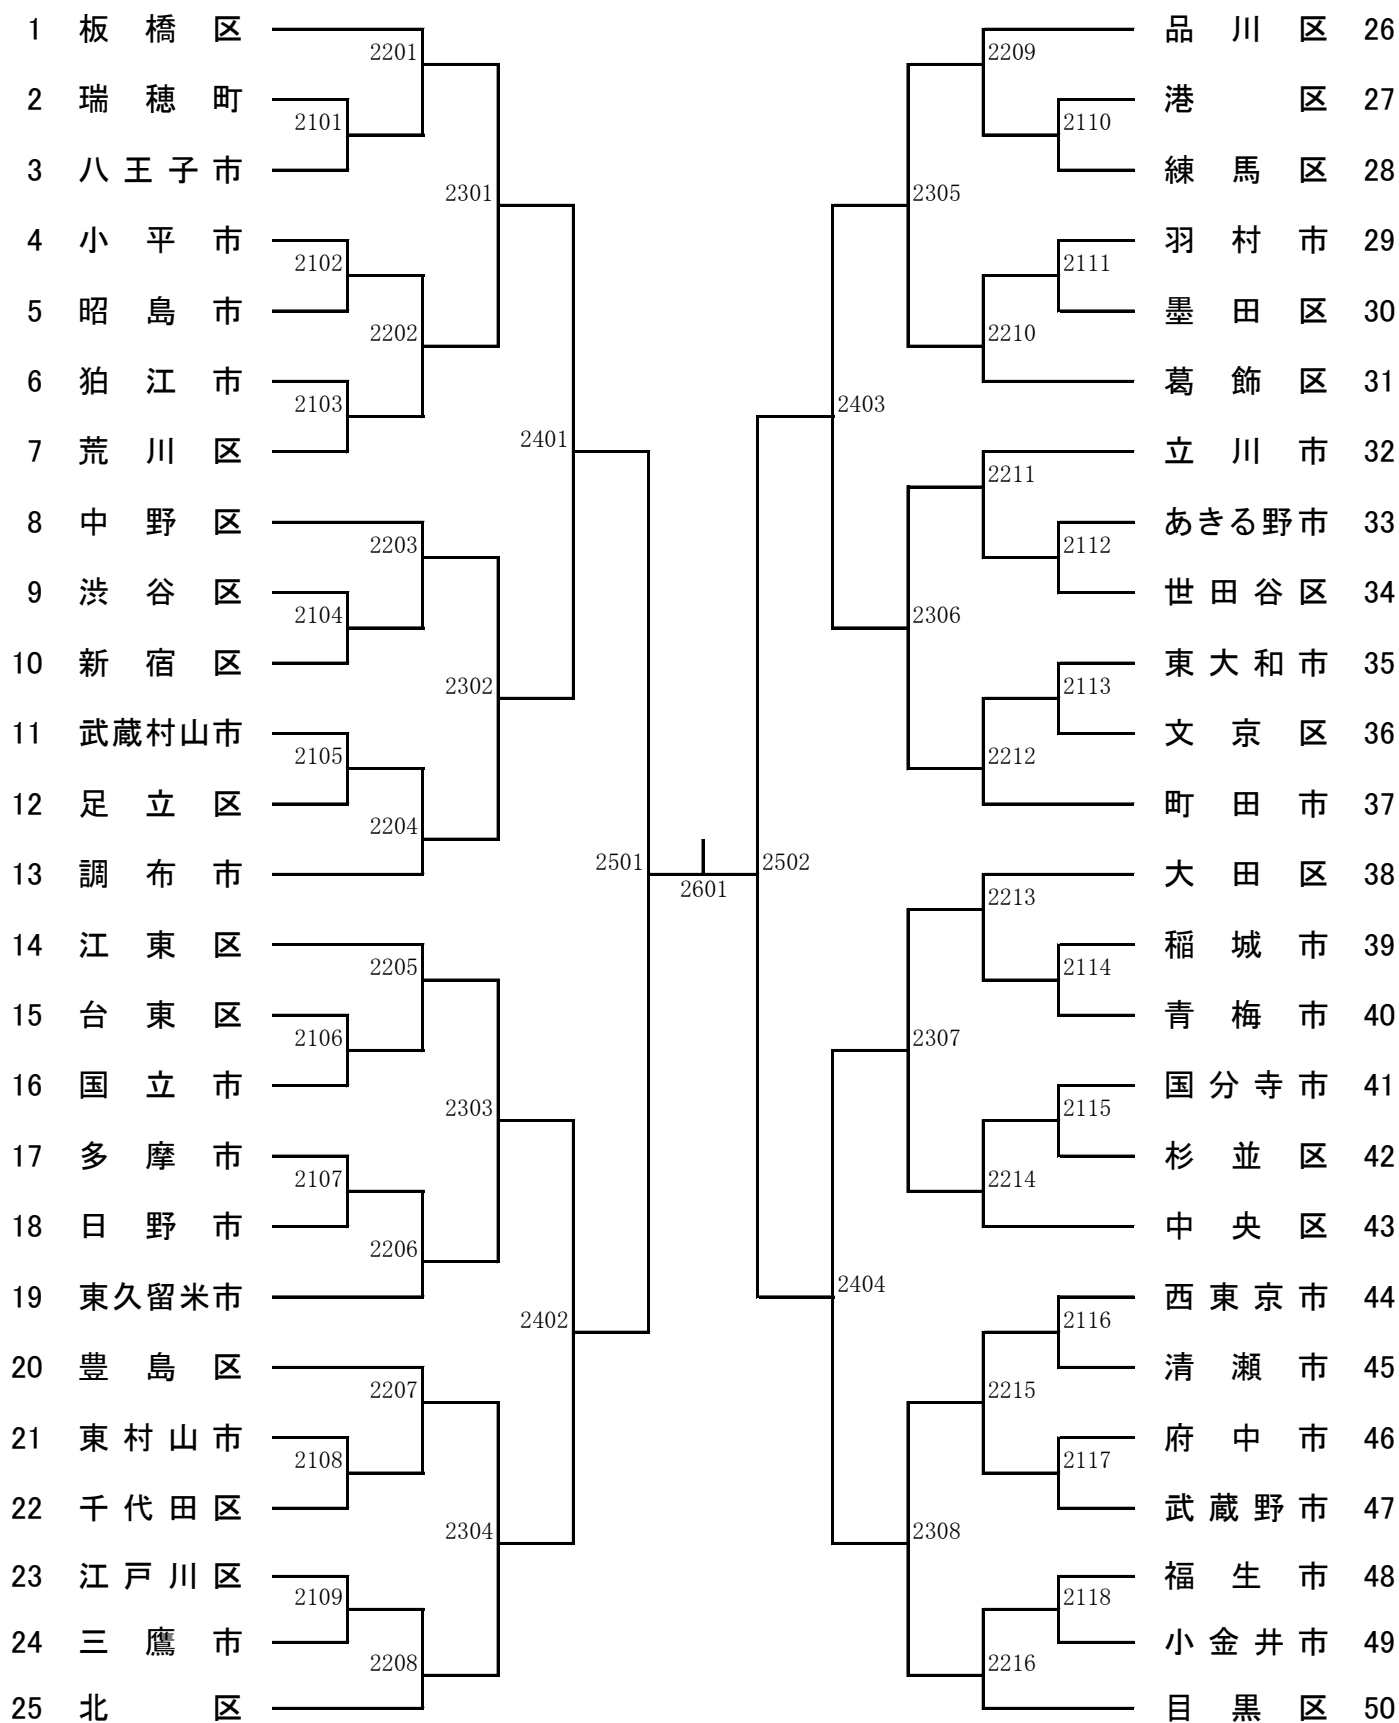 1 板橋区
2201
2 瑞穂町
2101
3 八王子市
2301
4 小平市
2102
5 昭島市
2202
6 狛江市
2103
7 荒川区
2401
8 中野区
2203
9 渋谷区
2104
10 新宿区
2302
11 武蔵村山市
2105
12 足立区
2204
13 調布市
2501
2601
14 江東区
2205
15 台東区
2106
16 国立市
2303
17 多摩市
2107
18 日野市
2206
19 東久留米市
2402
20 豊島区
2207
21 東村山市
2108
22 千代田区
2304
23 江戸川区
2109
24 三鷹市
2208
25 北区
品川区 26
2209
港区 27
2110
練馬区 28
2305
羽村市 29
2111
墨田区 30
2210
葛飾区 31
2403
立川市 32
2211
あきる野市 33
2112
世田谷区 34
2306
東大和市 35
2113
文京区 36
2212
町田市 37
2502
大田区 38
2213
稲城市 39
2114
青梅市 40
2307
国分寺市 41
2115
杉並区 42
2214
中央区 43
2404
西東京市 44
2116
清瀬市 45
2215
府中市 46
2117
武蔵野市 47
2308
福生市 48
2118
小金井市 49
2216
目黒区 50